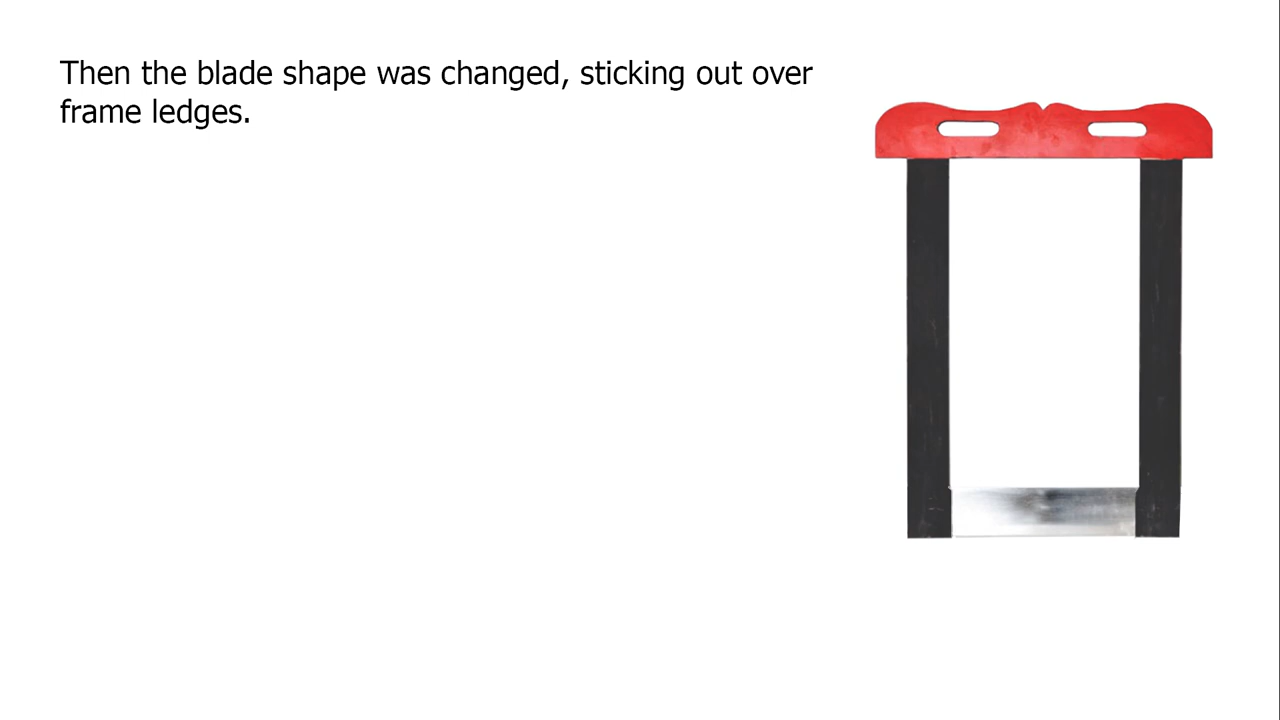 Then the blade shape was changed, sticking out over
frame ledges.